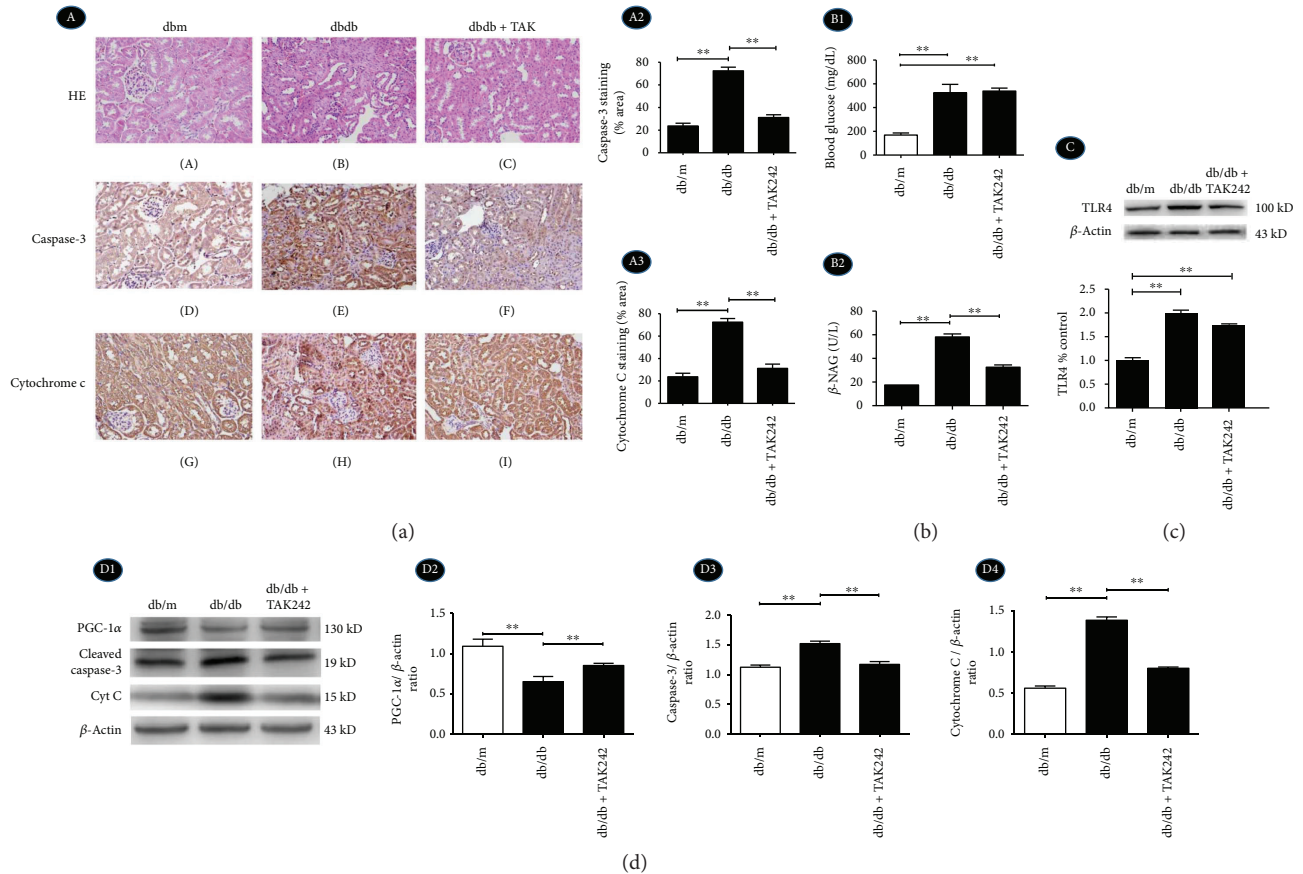 A
dbm
dbdb
dbdb + TAK
HE
(A)
(B)
(C)
Caspase-3
(D)
(E)
(F)
Cytochrome c
(G)
(H)
(I)
A2
Caspase-3 staining
(% area)
80
60
40
20
0
**
**
db/m
db/db
db/db + TAK242
A3
Cytochrome C staining (% area)
80
60
40
20
0
**
**
db/m
db/db
db/db + TAK242
(a)
B1
Blood glucose (mg/dL)
800
600
400
200
0
**
**
db/m
db/db
db/db + TAK242
B2
β-NAG (U/L)
80
60
40
20
0
**
**
db/m
db/db
db/db + TAK242
(b)
C
db/m
db/db
db/db +
TAK242
TLR4
100 kD
β-Actin
43 kD
TLR4 % control
2.5
2.0
1.5
1.0
0.5
0.0
**
**
db/m
db/db
db/db + TAK242
(c)
D1
db/m
db/db
db/db +
TAK242
PGC-1α
130 kD
Cleaved
caspase-3
19 kD
Cyt C
15 kD
β-Actin
43 kD
D2
PGC-1α/ β-actin
ratio
1.5
1.0
0.5
0.0
**
**
db/m
db/db
db/db + TAK242
D3
Caspase-3/ β-actin
ratio
2.0
1.5
1.0
0.5
0.0
**
**
db/m
db/db
db/db + TAK242
D4
Cytochrome C / β-actin
ratio
1.5
1.0
0.5
0.0
**
**
db/m
db/db
db/db + TAK242
(d)